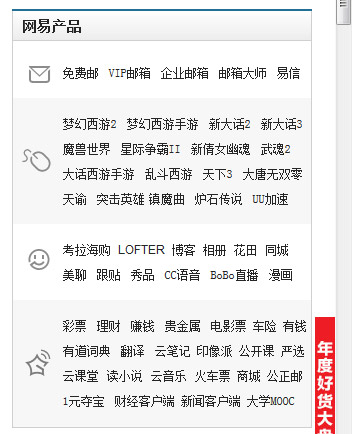 网易产品
免费邮 VIP邮箱 企业邮箱 邮箱大师 易信
梦幻西游2 梦幻西游手游 新大话2 新大话3
魔兽世界 星际争霸II 新倩女幽魂 武魂2
大话西游手游 乱斗西游 天下3 大唐无双零
天谕 突击英雄 镇魔曲 炉石传说 UU加速
考拉海购 LOFTER 博客 相册 花田 同城
美聊 跟贴 秀品 CC语音 BoBo直播 漫画
彩票 理财 赚钱 贵金属 电影票 车险 有钱
有道词典 翻译 云笔记 印像派 公开课 严选
云课堂 读小说 云音乐 火车票 商城 公正邮
1元夺宝 财经客户端 新闻客户端 大学MOOC
年度好货大